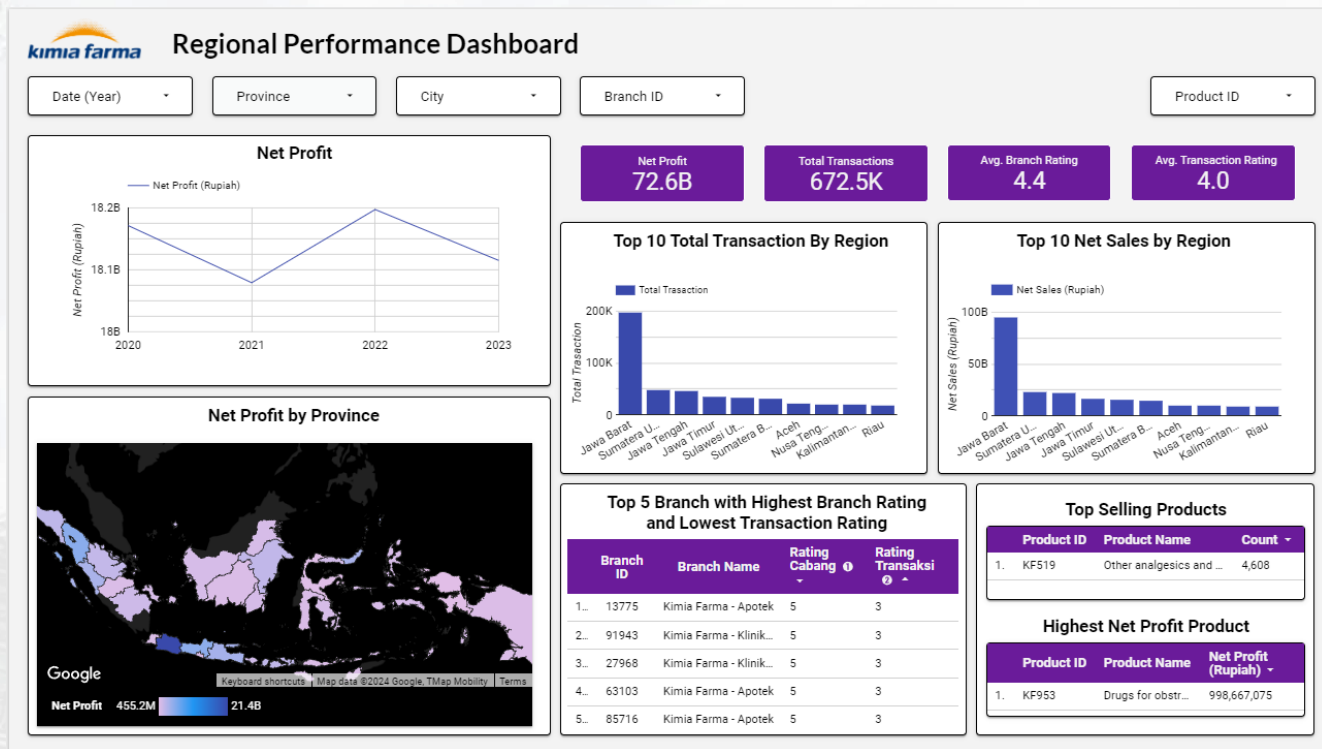 kimia farma
Regional Performance Dashboard
Date (Year)
Province
City
Branch ID
Product ID
Net Profit
Net Profit (Rupiah)
Net Profit (Rupiah)
18.2B
18.1B
18B
2020
2021
2022
2023
Net Profit
72.6B
Total Transactions
672.5K
Avg. Branch Rating
4.4
Avg. Transaction Rating
4.0
Top 10 Total Transaction By Region
Total Trasaction
Total Trasaction
200K
100K
0
Jawa Barat
Sumatera U...
Jawa Tengah
Jawa Timur
Sulawesi Ut...
Sumatera B...
Aceh
Nusa Teng...
Kalimantan...
Riau
Top 10 Net Sales by Region
Net Sales (Rupiah)
Net Sales (Rupiah)
100B
50B
0
Jawa Barat
Sumatera U...
Jawa Tengah
Jawa Timur
Sulawesi Ut...
Sumatera B...
Aceh
Nusa Teng...
Kalimantan...
Riau
Net Profit by Province
Google
Keyboard shortcuts
Map data ©2024 Google, TMap Mobility
Terms
Net Profit 455.2M 21.4B
Top 5 Branch with Highest Branch Rating
and Lowest Transaction Rating
Branch ID Branch Name Rating Cabang 1 Rating Transaksi 2
1... 13775 Kimia Farma - Apotek 5 3
2... 91943 Kimia Farma - Klinik... 5 3
3... 27968 Kimia Farma - Klinik... 5 3
4... 63103 Kimia Farma - Apotek 5 3
5... 85716 Kimia Farma - Apotek 5 3
Top Selling Products
Product ID Product Name Count
1. KF519 Other analgesics and ... 4,608
Highest Net Profit Product
Product ID Product Name Net Profit (Rupiah)
1. KF953 Drugs for obstr... 998,667,075